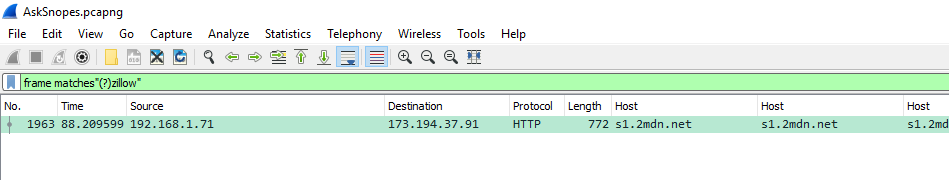 AskSnopes.pcapng
File Edit View Go Capture Analyze Statistics Telephony Wireless Tools Help
frame matches"(?)zillow"
No. Time Source Destination Protocol Length Host Host Host
1963 88.209599 192.168.1.71 173.194.37.91 HTTP 772 s1.2mdn.net s1.2mdn.net s1.2md